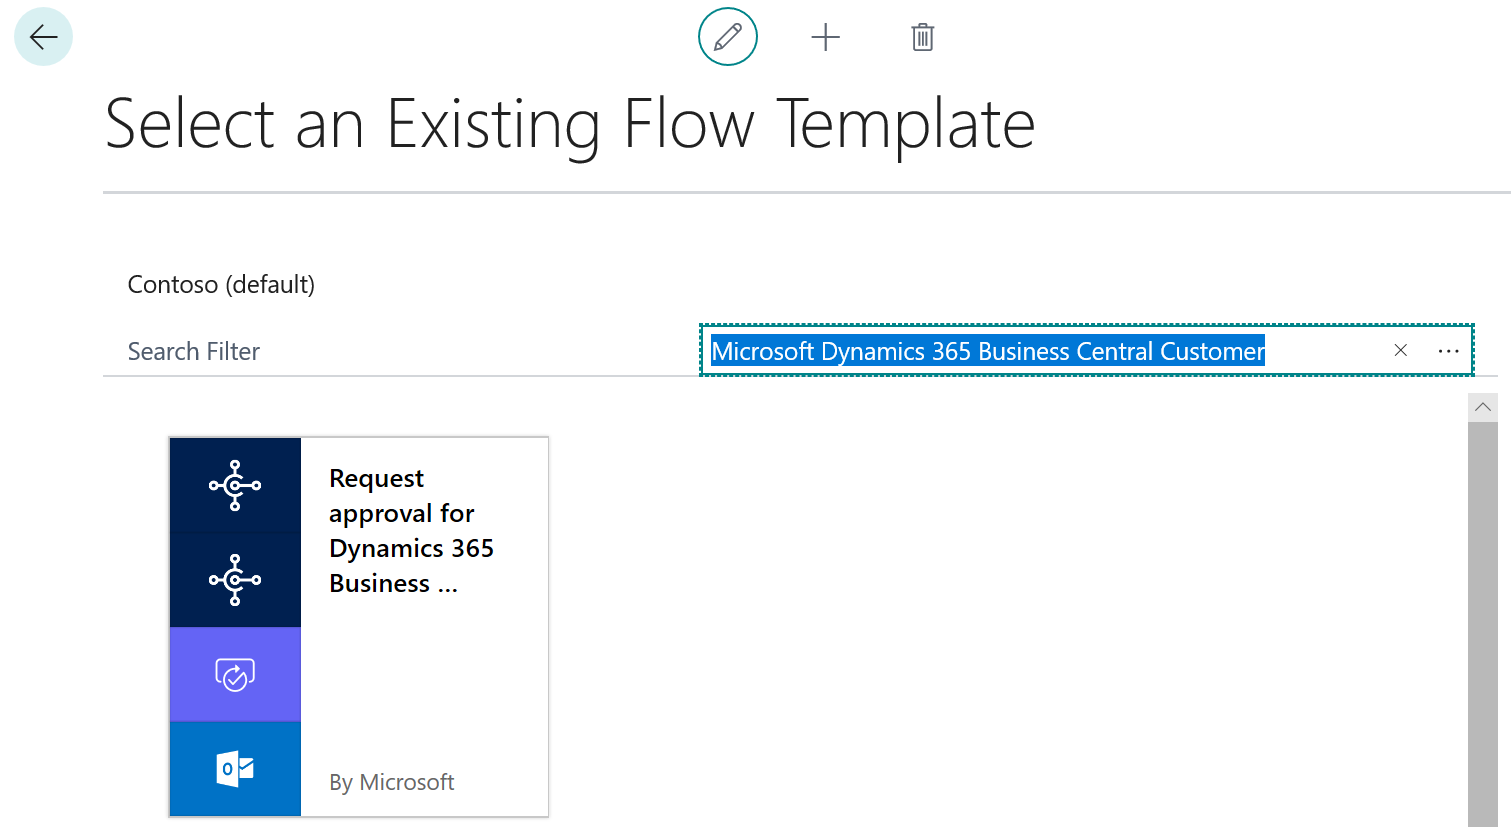 Select an Existing Flow Template
Contoso (default)
Search Filter
Microsoft Dynamics 365 Business Central Customer
Request
approval for
Dynamics 365
Business ...
By Microsoft